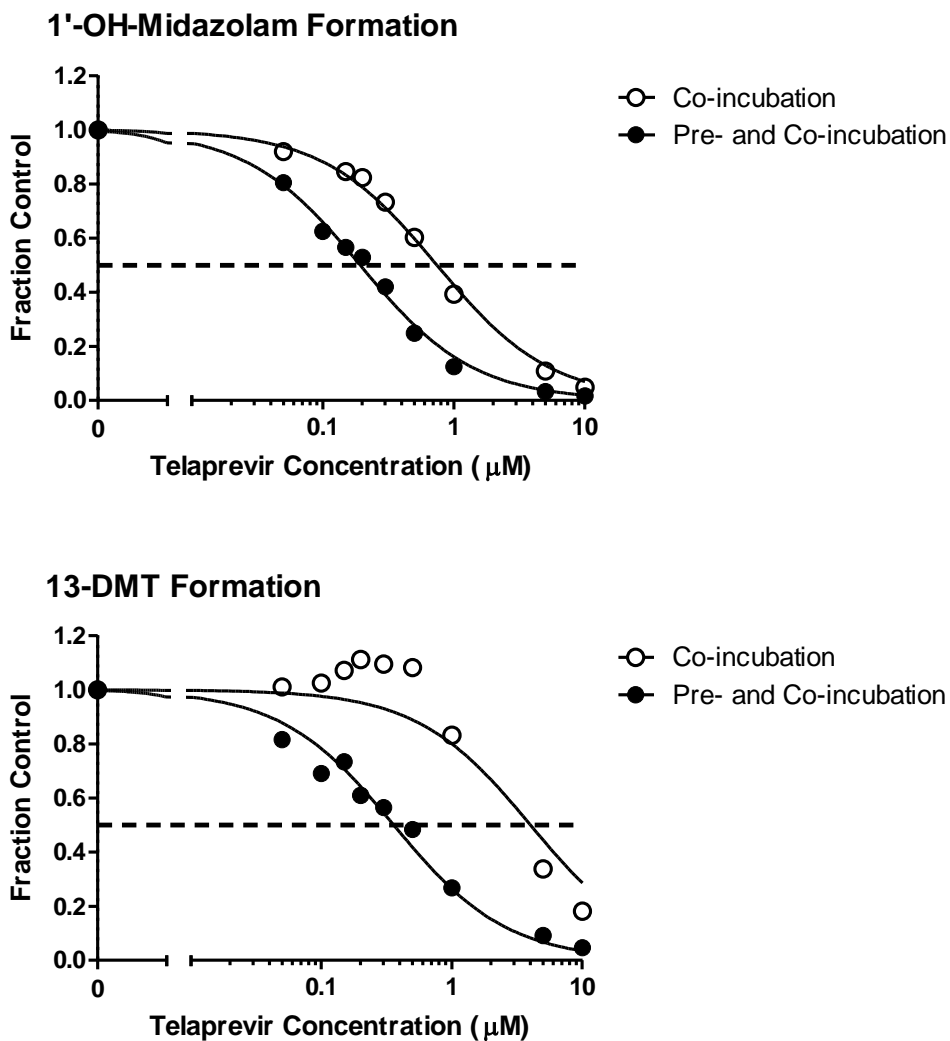 1'-OH-Midazolam Formation
1.2
1.0
0.8
0.6
0.4
0.2
0.0
Fraction Control
0
0.1
1
10
Telaprevir Concentration ( μM)
Co-incubation
Pre- and Co-incubation
13-DMT Formation
1.2
1.0
0.8
0.6
0.4
0.2
0.0
Fraction Control
0
0.1
1
10
Telaprevir Concentration ( μM)
Co-incubation
Pre- and Co-incubation